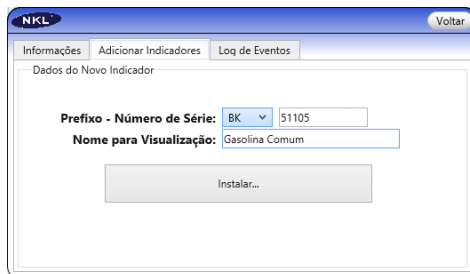 NKL
Voltar
Informações Adicionar Indicadores Log de Eventos
Dados do Novo Indicador
Prefixo - Número de Série: BK 51105
Nome para Visualização: Gasolina Comum
Instalar...